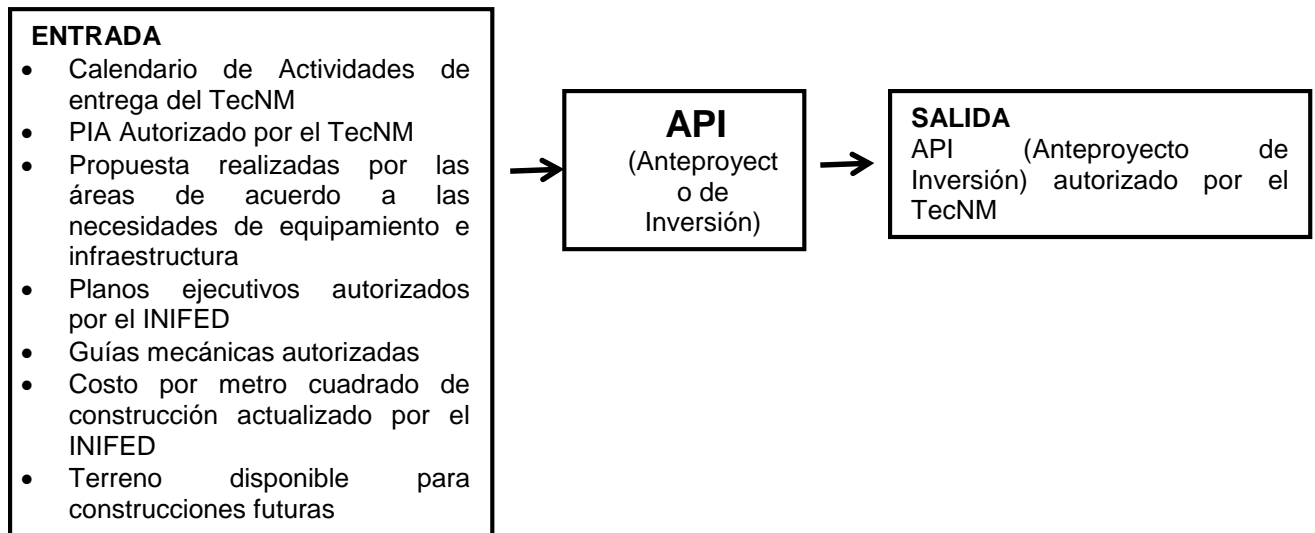 ENTRADA
• Calendario de Actividades de
entrega del TecNM
• PIA Autorizado por el TecNM
• Propuesta realizadas por las
áreas de acuerdo a las
necesidades de equipamiento e
infraestructura
• Planos ejecutivos autorizados
por el INIFED
• Guías mecánicas autorizadas
• Costo por metro cuadrado de
construcción actualizado por el
INIFED
• Terreno disponible para
construcciones futuras
API
(Anteproyect
o de
Inversión)
SALIDA
API (Anteproyecto de
Inversión) autorizado por el
TecNM